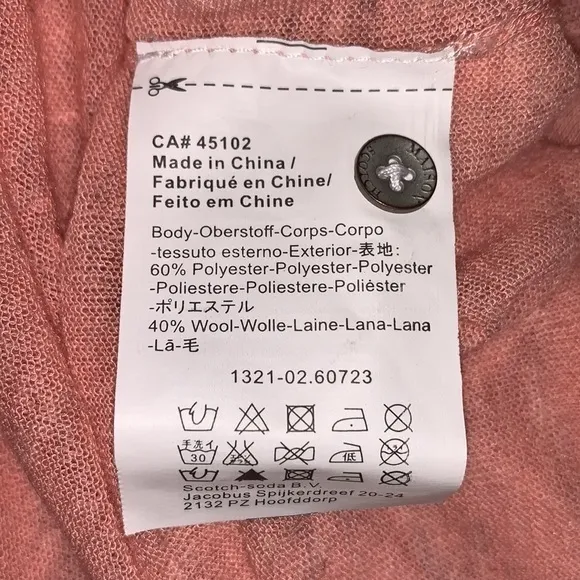 CA# 45102
Made in China /
Fabriqué en Chine/
Feito em Chine
MAISON
SCOTCH
Body-Oberstoff-Corps-Corpo
-tessuto esterno-Exterior-表地:
60% Polyester-Polyester-Polyester
-Poliestere-Poliestere-Poliéster
-ポリエステル
40% Wool-Wolle-Laine-Lana-Lana
-Lã-毛
1321-02.60723
手洗イ
30
低
Scotch-soda B.V.
Jacobus Spijkerdreef 20-24
2132 PZ Hoofddorp